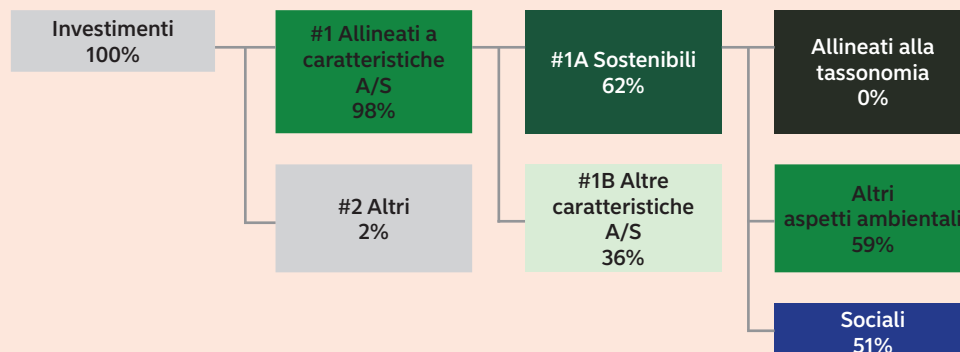 Investimenti
100%
#1 Allineati a
caratteristiche
A/S
98%
#1A Sostenibili
62%
Allineati alla
tassonomia
0%
#2 Altri
2%
#1B Altre
caratteristiche
A/S
36%
Altri
aspetti ambientali
59%
Sociali
51%